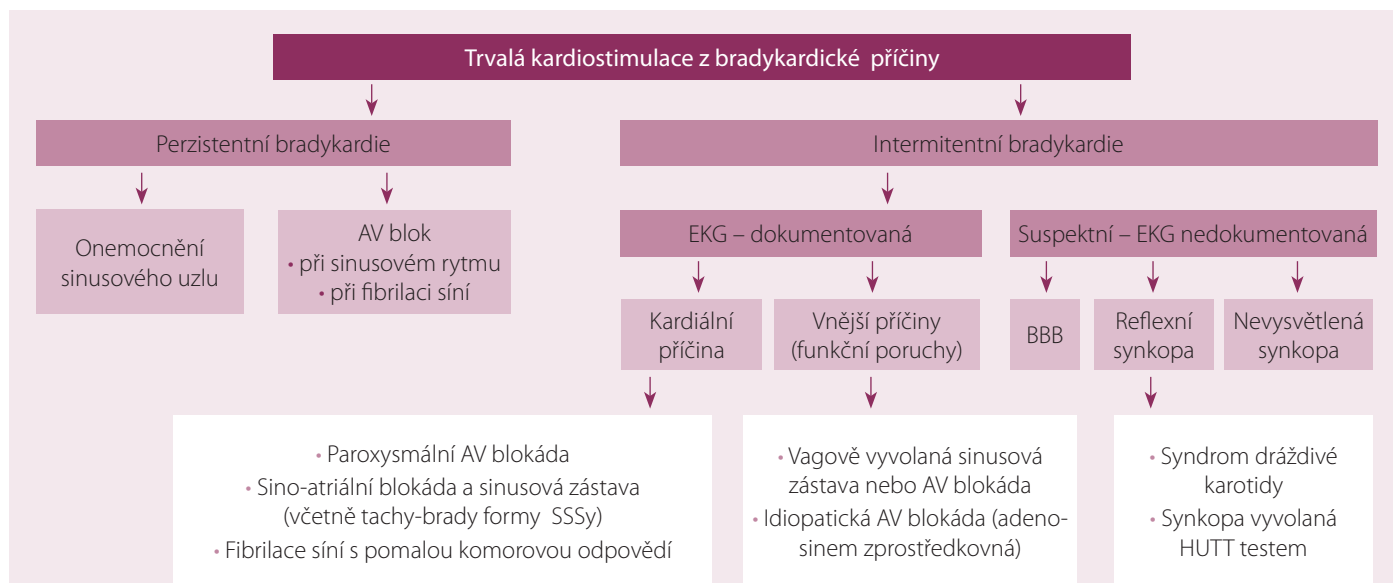 Trvalá kardiostimulace z bradykardické příčiny
Perzistentní bradykardie
Intermitentní bradykardie
Onemocnění
sinusového uzlu
AV blok
• při sinusovém rytmu
• při fibrilaci síní
EKG – dokumentovaná
Suspektní – EKG nedokumentovaná
Kardiální
příčina
Vnější příčiny
(funkční poruchy)
BBB
Reflexní
synkopa
Nevysvětlená
synkopa
• Paroxysmální AV blokáda
• Sino-atriální blokáda a sinusová zástava
(včetně tachy-brady formy SSSy)
• Fibrilace síní s pomalou komorovou odpovědí
• Vagově vyvolaná sinusová
zástava nebo AV blokáda
• Idiopatická AV blokáda (adeno-
sinem zprostředkovná)
• Syndrom dráždivé
karotidy
• Synkopa vyvolaná
HUTT testem